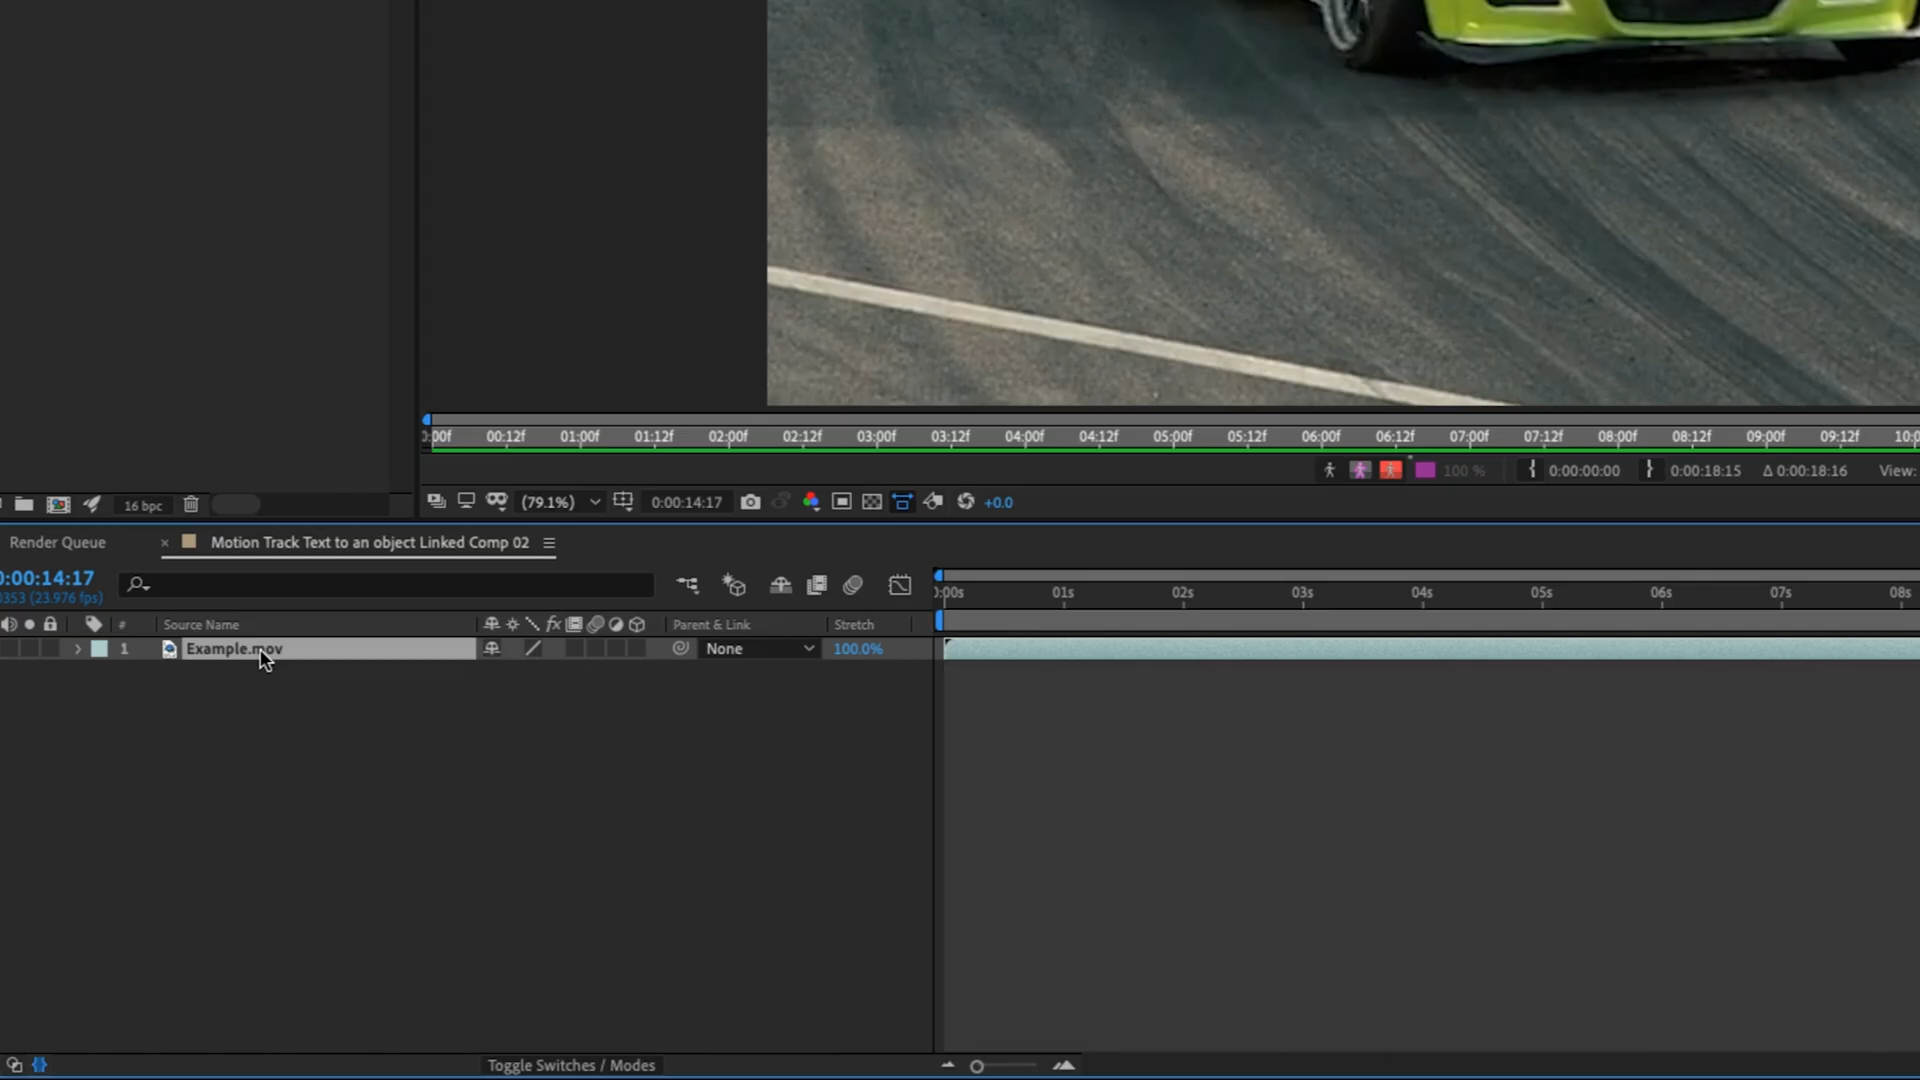 0:00f 00:12f 01:00f 01:12f 02:00f 02:12f 03:00f 03:12f 04:00f 04:12f 05:00f 05:12f 06:00f 06:12f 07:00f 07:12f 08:00f 08:12f 09:00f 09:12f 10:0
100 % 0:00:00:00 0:00:18:15 Δ 0:00:18:16 View:
16 bpc (79.1%) 0:00:14:17 +0.0
Render Queue × Motion Track Text to an object Linked Comp 02
0:00:14:17
0353 (23.976 fps)
0:00s 01s 02s 03s 04s 05s 06s 07s 08s
# Source Name fx Parent & Link Stretch
1 Example.mov None 100.0%
Toggle Switches / Modes